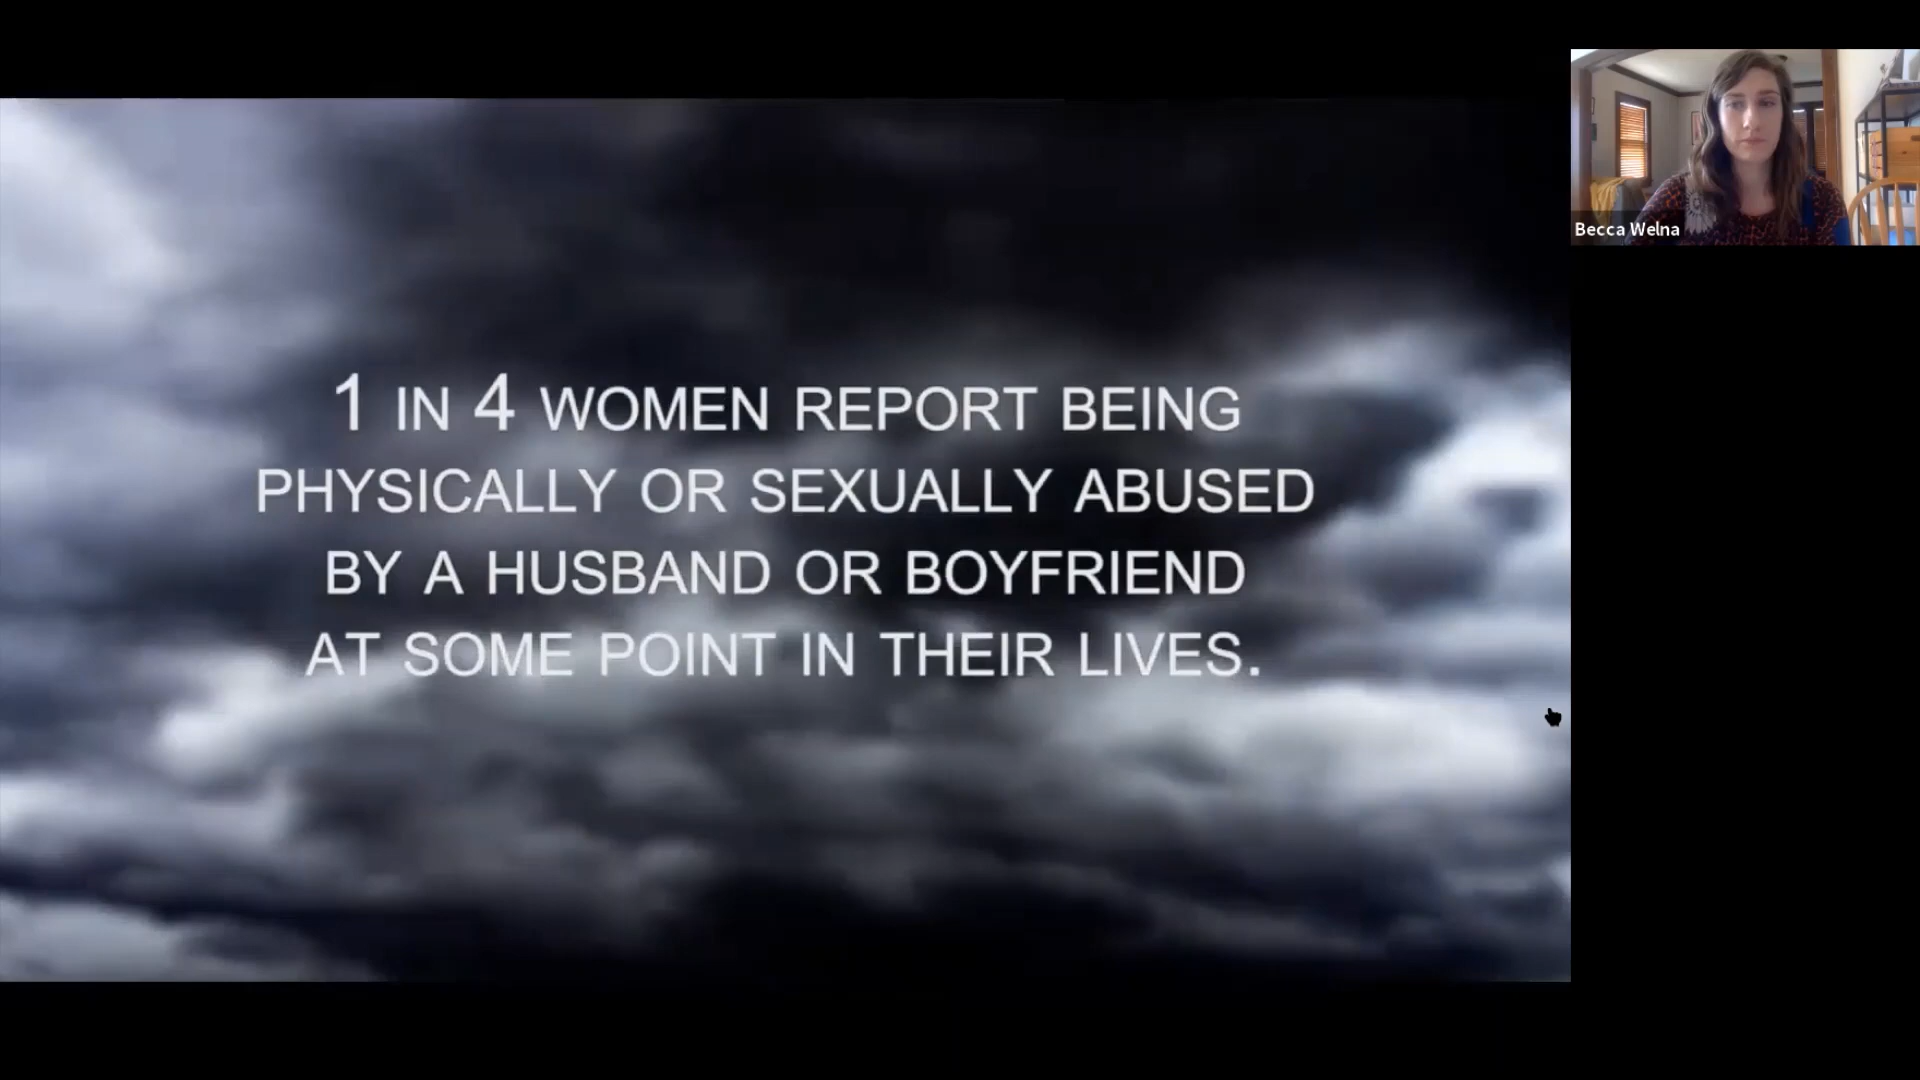 1 IN 4 WOMEN REPORT BEING
PHYSICALLY OR SEXUALLY ABUSED
BY A HUSBAND OR BOYFRIEND
AT SOME POINT IN THEIR LIVES.
Becca Welna